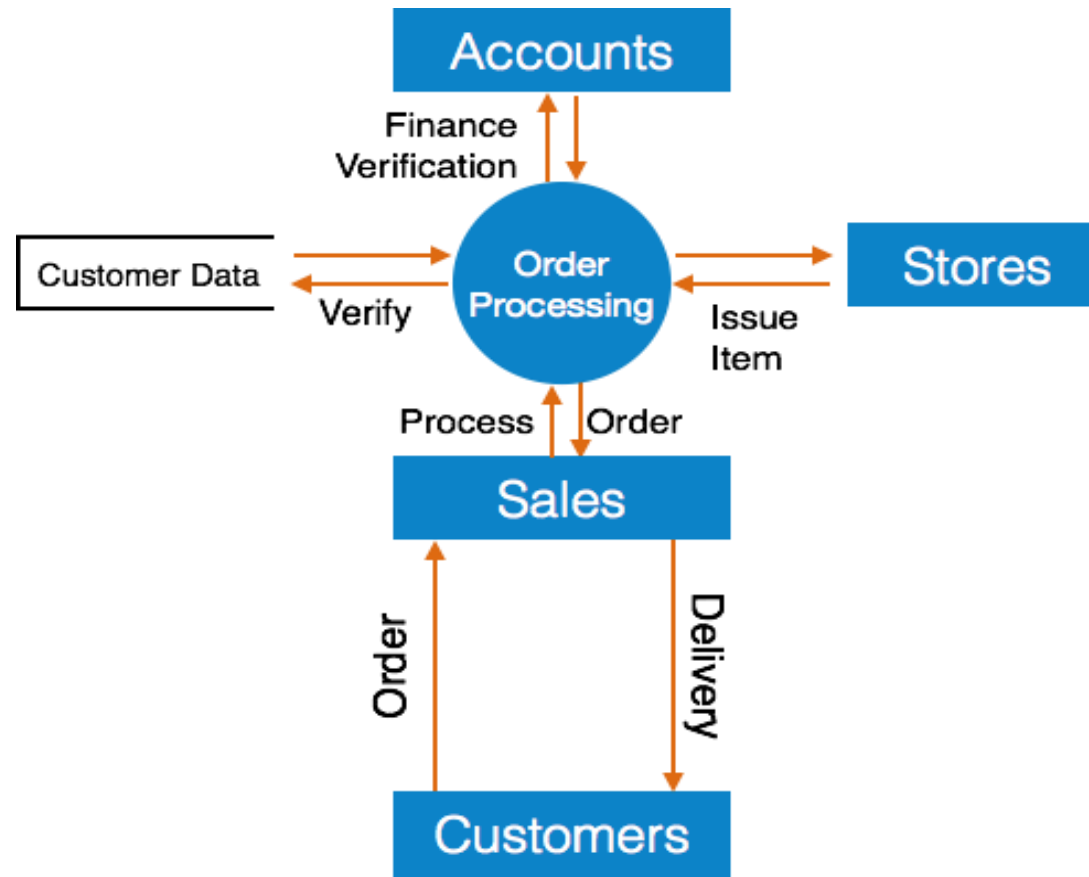 Accounts
Finance
Verification
Customer Data
Order
Processing
Stores
Verify
Issue
Item
Process
Order
Sales
Order
Delivery
Customers